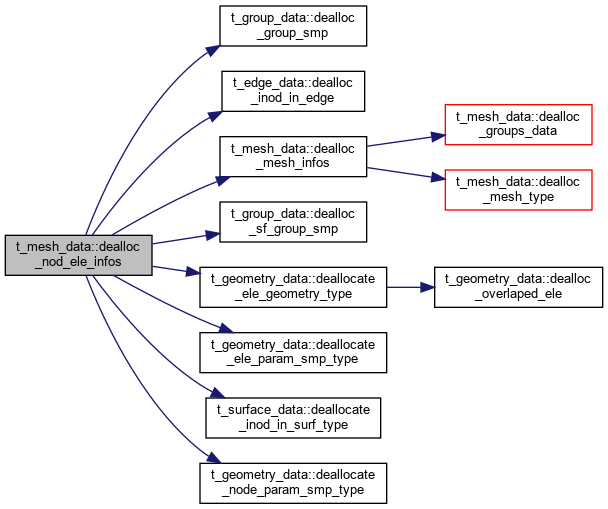 t_group_data::dealloc
_group_smp
t_edge_data::dealloc
_inod_in_edge
t_mesh_data::dealloc
_groups_data
t_mesh_data::dealloc
_mesh_infos
t_mesh_data::dealloc
_mesh_type
t_group_data::dealloc
_sf_group_smp
t_mesh_data::dealloc
_nod_ele_infos
t_geometry_data::deallocate
_ele_geometry_type
t_geometry_data::dealloc
_overlaped_ele
t_geometry_data::deallocate
_ele_param_smp_type
t_surface_data::deallocate
_inod_in_surf_type
t_geometry_data::deallocate
_node_param_smp_type